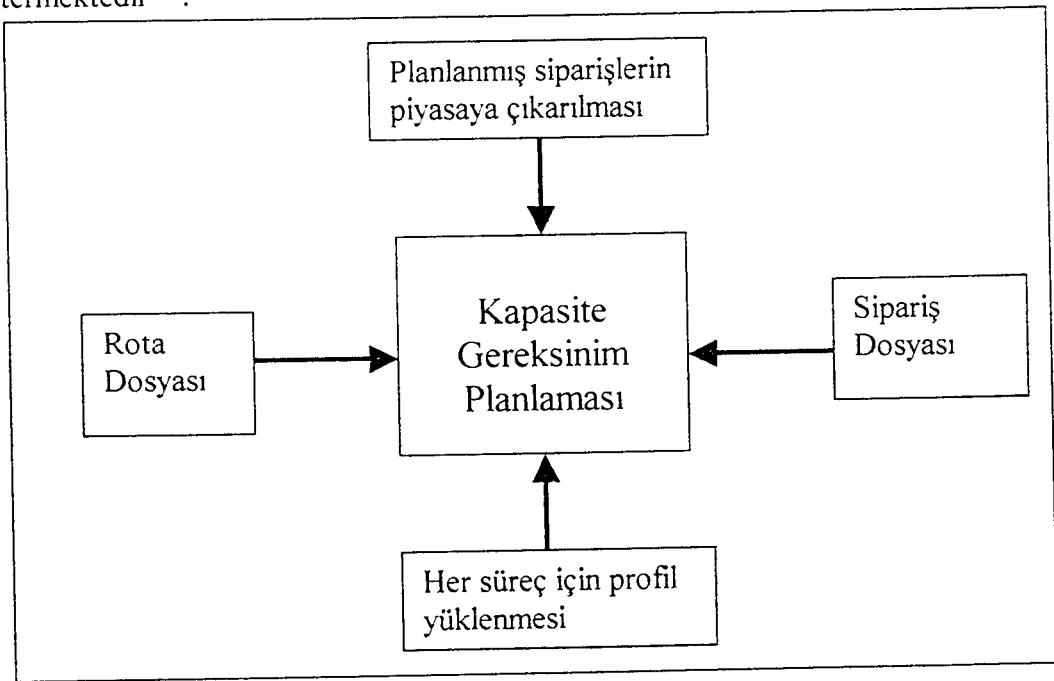 Planlanmış siparişlerin
piyasaya çıkarılması
Rota
Dosyası
Kapasite
Gereksinim
Planlaması
Sipariş
Dosyası
Her süreç için profil
yüklenmesi